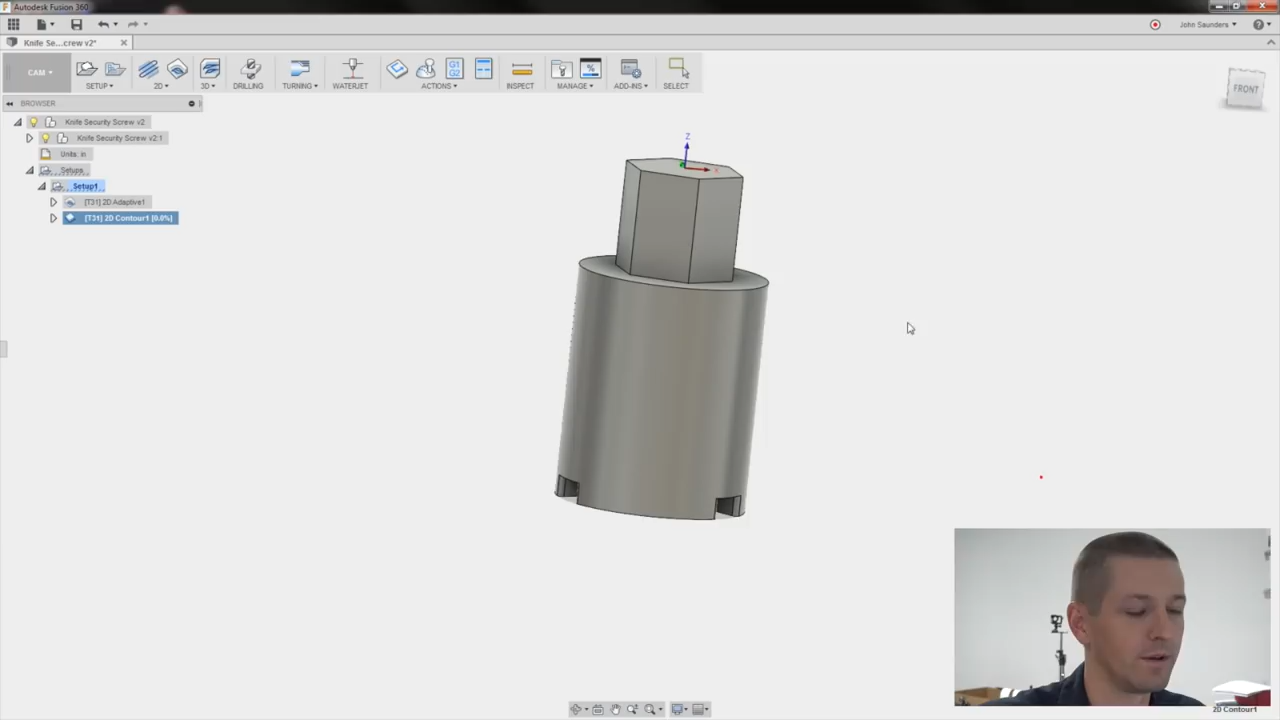 Autodesk Fusion 360
John Saunders
Knife Se...crew v2*
CAM
SETUP
2D
3D
DRILLING
TURNING
WATERJET
G1
G2
ACTIONS
INSPECT
MANAGE
ADD-INS
SELECT
BROWSER
FRONT
Knife Security Screw v2
Knife Security Screw v2:1
Units: in
Setups
Setup1
[T31] 2D Adaptive1
[T31] 2D Contour1 [0.0%]
Z
X
2D Contour1